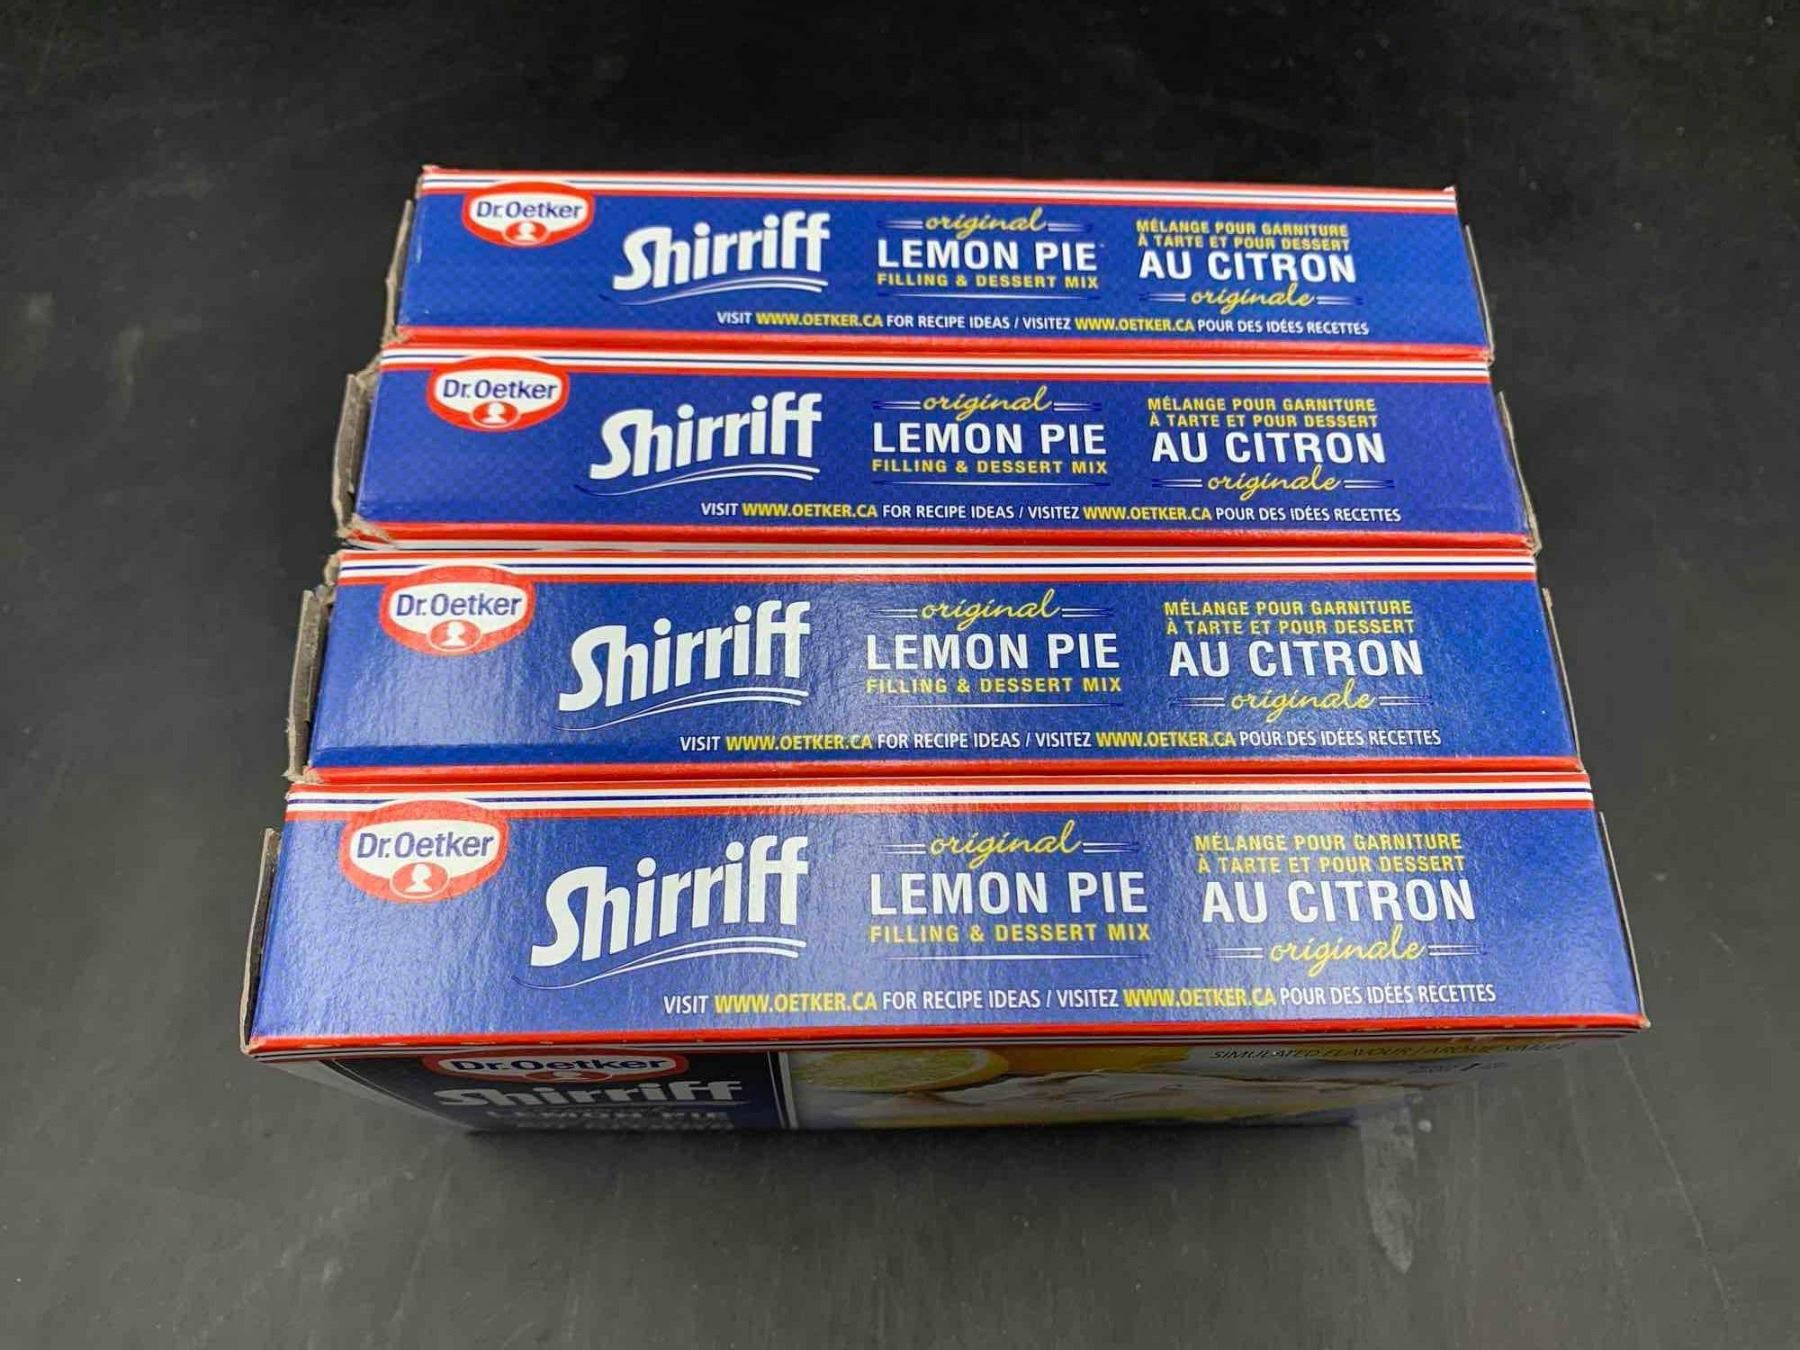 Dr.Oetker
Shirriff
original
LEMON PIE
FILLING & DESSERT MIX
MÉLANGE POUR GARNITURE
À TARTE ET POUR DESSERT
AU CITRON
originale
VISIT WWW.OETKER.CA FOR RECIPE IDEAS / VISITEZ WWW.OETKER.CA POUR DES IDÉES RECETTES
Dr.Oetker
Shirriff
original
LEMON PIE
FILLING & DESSERT MIX
MÉLANGE POUR GARNITURE
À TARTE ET POUR DESSERT
AU CITRON
originale
VISIT WWW.OETKER.CA FOR RECIPE IDEAS / VISITEZ WWW.OETKER.CA POUR DES IDÉES RECETTES
Dr.Oetker
Shirriff
original
LEMON PIE
FILLING & DESSERT MIX
MÉLANGE POUR GARNITURE
À TARTE ET POUR DESSERT
AU CITRON
originale
VISIT WWW.OETKER.CA FOR RECIPE IDEAS / VISITEZ WWW.OETKER.CA POUR DES IDÉES RECETTES
Dr.Oetker
Shirriff
original
LEMON PIE
FILLING & DESSERT MIX
MÉLANGE POUR GARNITURE
À TARTE ET POUR DESSERT
AU CITRON
originale
VISIT WWW.OETKER.CA FOR RECIPE IDEAS / VISITEZ WWW.OETKER.CA POUR DES IDÉES RECETTES
Dr.Oetker
Shirriff
LEMON PIE
SIMULATED FLAVOUR